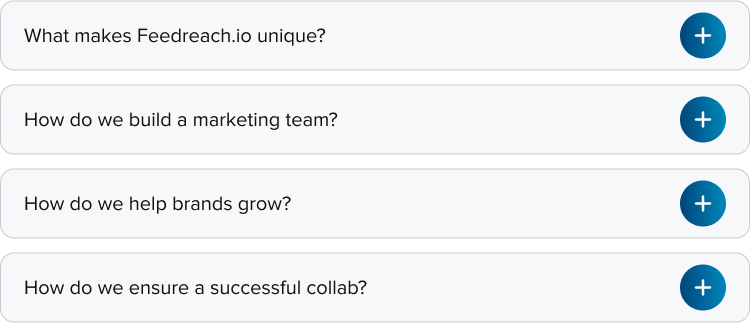 What makes Feedreach.io unique?
How do we build a marketing team?
How do we help brands grow?
How do we ensure a successful collab?